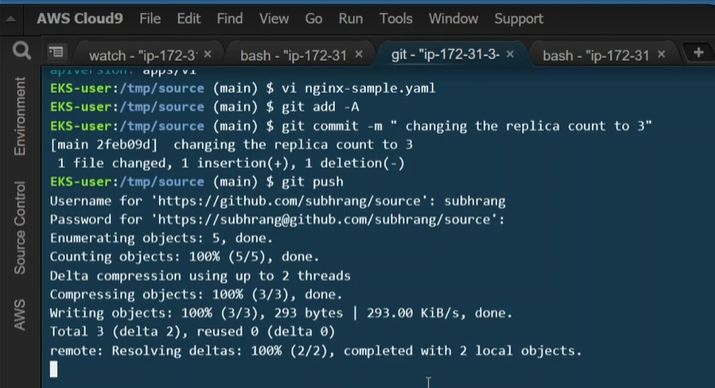 AWS Cloud9 File Edit Find View Go Run Tools Window Support
watch - "ip-172-3 × bash - "ip-172-31 × git - "ip-172-31-3- × bash - "ip-172-31 × +
Environment
Source Control
AWS
apiVersion: apps/v1
EKS-user:/tmp/source (main) $ vi nginx-sample.yaml
EKS-user:/tmp/source (main) $ git add -A
EKS-user:/tmp/source (main) $ git commit -m " changing the replica count to 3"
[main 2feb09d]  changing the replica count to 3
 1 file changed, 1 insertion(+), 1 deletion(-)
EKS-user:/tmp/source (main) $ git push
Username for 'https://github.com/subhrang/source': subhrang
Password for 'https://subhrang@github.com/subhrang/source':
Enumerating objects: 5, done.
Counting objects: 100% (5/5), done.
Delta compression using up to 2 threads
Compressing objects: 100% (3/3), done.
Writing objects: 100% (3/3), 293 bytes | 293.00 KiB/s, done.
Total 3 (delta 2), reused 0 (delta 0)
remote: Resolving deltas: 100% (2/2), completed with 2 local objects.